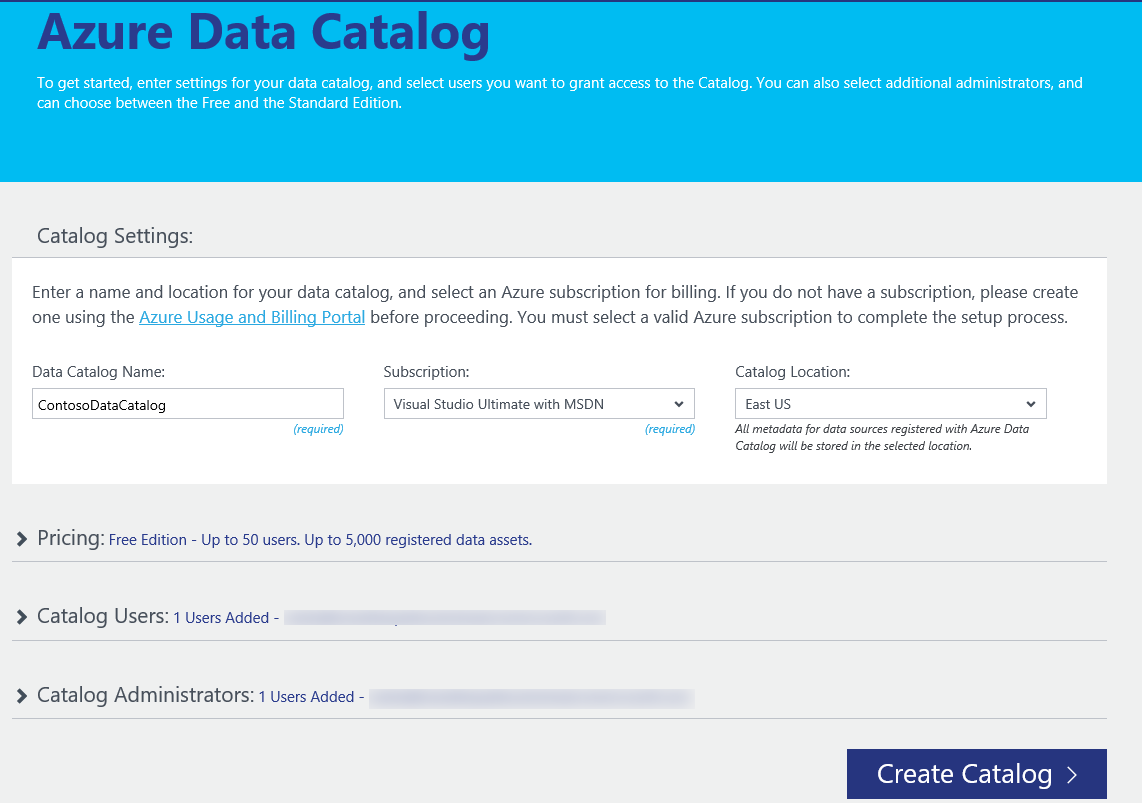 Azure Data Catalog
To get started, enter settings for your data catalog, and select users you want to grant access to the Catalog. You can also select additional administrators, and
can choose between the Free and the Standard Edition.
Catalog Settings:
Enter a name and location for your data catalog, and select an Azure subscription for billing. If you do not have a subscription, please create
one using the Azure Usage and Billing Portal before proceeding. You must select a valid Azure subscription to complete the setup process.
Data Catalog Name: Subscription: Catalog Location:
ContosoDataCatalog Visual Studio Ultimate with MSDN East US
(required) (required) All metadata for data sources registered with Azure Data
Catalog will be stored in the selected location.
Pricing: Free Edition - Up to 50 users. Up to 5,000 registered data assets.
Catalog Users: 1 Users Added -
Catalog Administrators: 1 Users Added -
Create Catalog